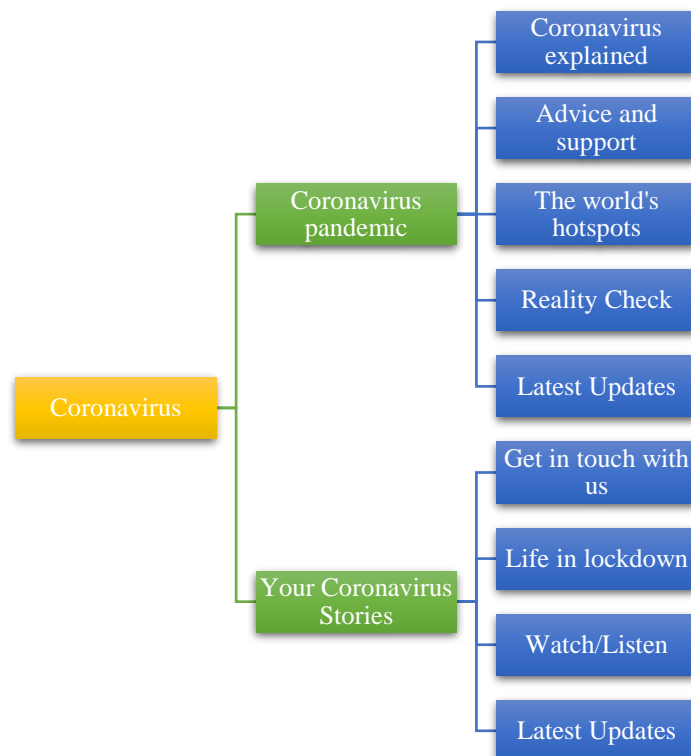 Coronavirus
Coronavirus
pandemic
Coronavirus
explained
Advice and
support
The world's
hotspots
Reality Check
Latest Updates
Your Coronavirus
Stories
Get in touch with
us
Life in lockdown
Watch/Listen
Latest Updates